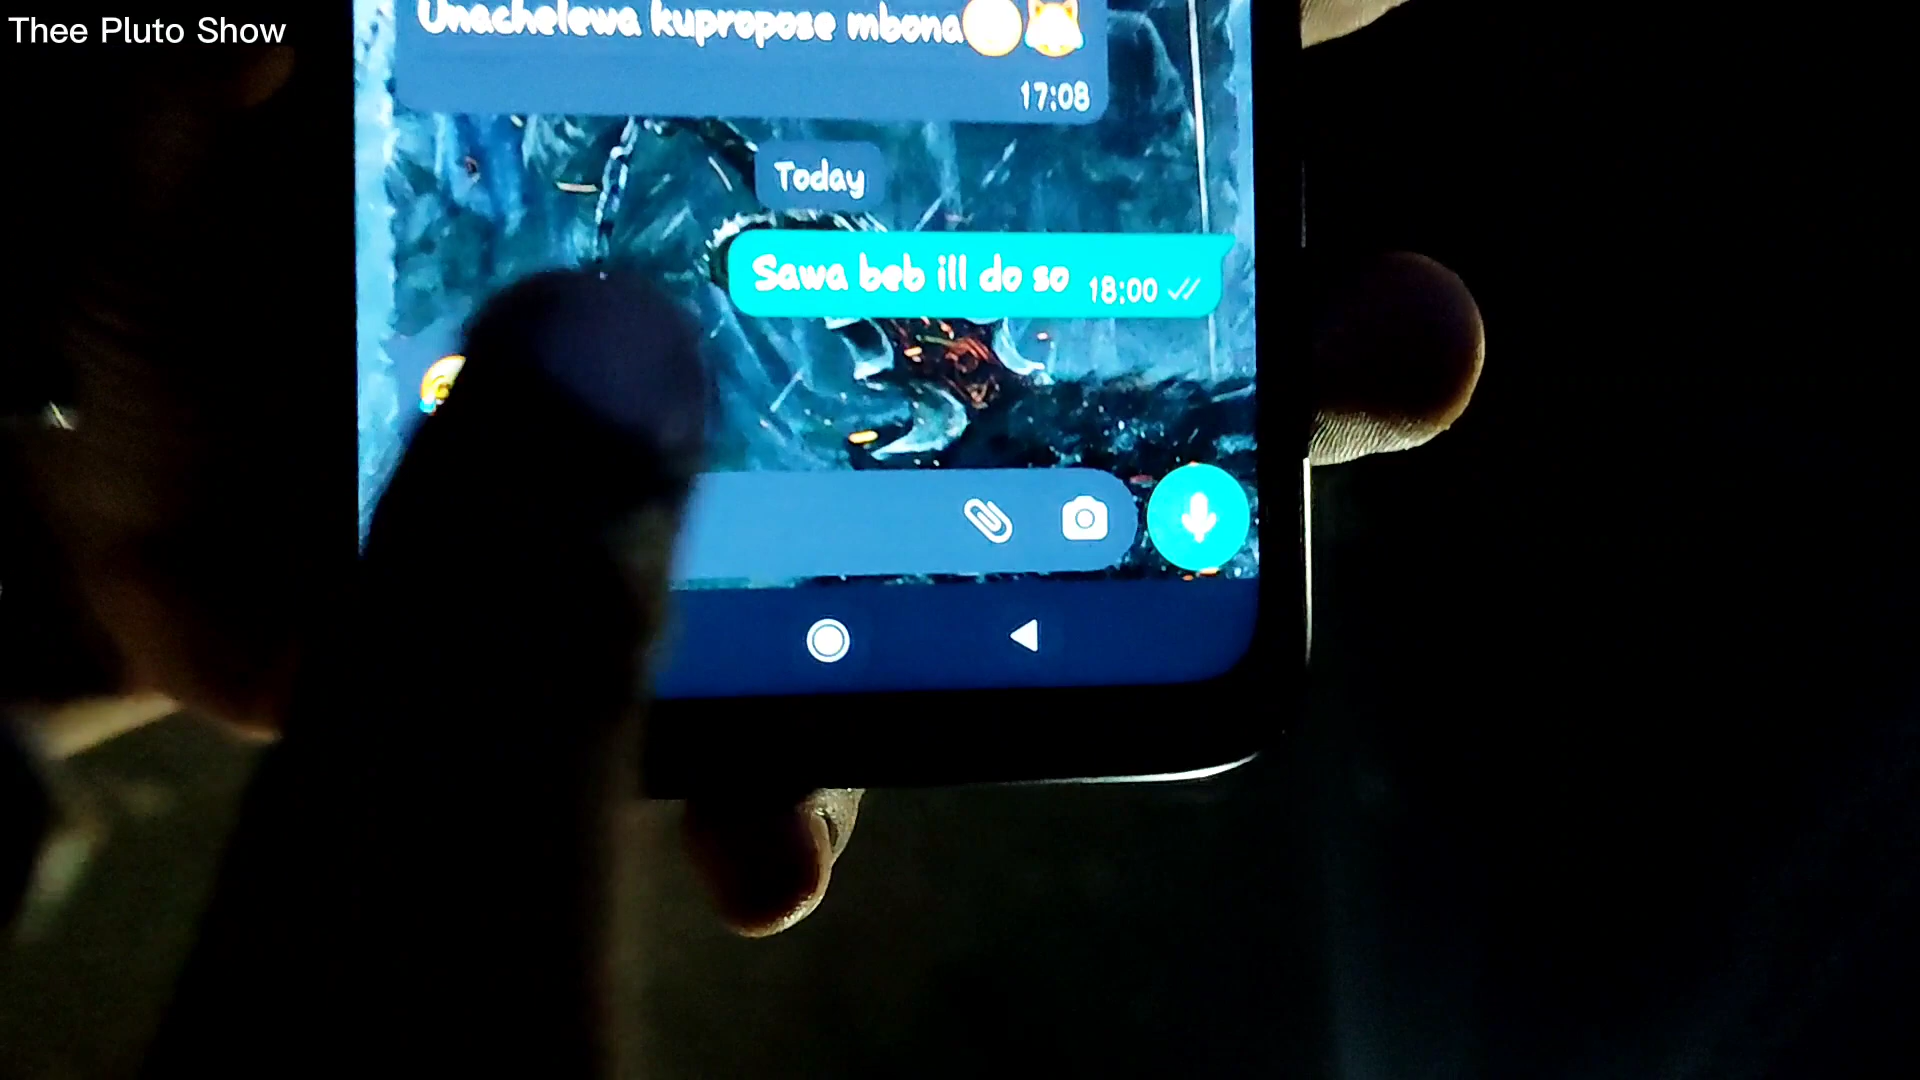 Thee Pluto Show
Unachelewa kupropose mbona
17:08
Today
Sawa beb ill do so 18:00